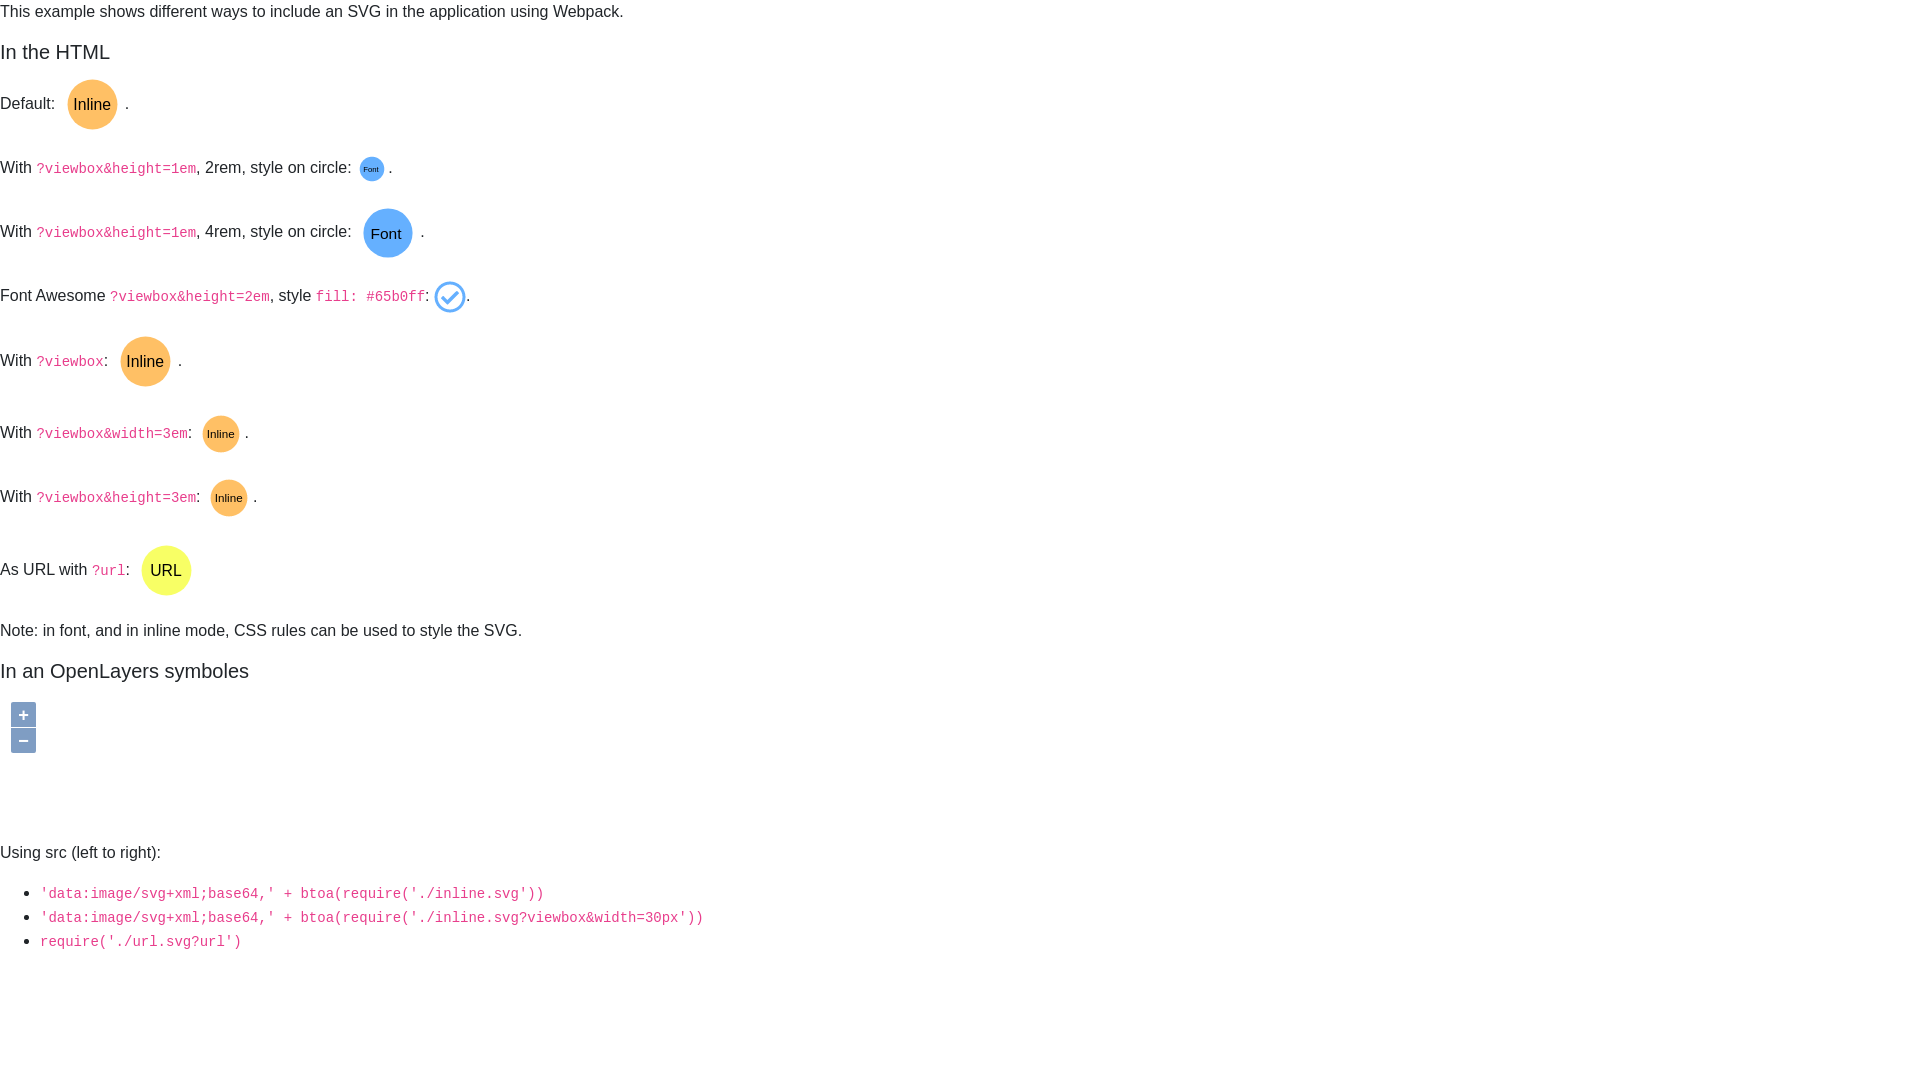 This example shows different ways to include an SVG in the application using Webpack.
In the HTML
Default: Inline .
With ?viewbox&height=1em, 2rem, style on circle: Font .
With ?viewbox&height=1em, 4rem, style on circle: Font .
Font Awesome ?viewbox&height=2em, style fill: #65b0ff: .
With ?viewbox: Inline .
With ?viewbox&width=3em: Inline .
With ?viewbox&height=3em: Inline .
As URL with ?url: URL
Note: in font, and in inline mode, CSS rules can be used to style the SVG.
In an OpenLayers symboles
+
−
Using src (left to right):
• 'data:image/svg+xml;base64,' + btoa(require('./inline.svg'))
• 'data:image/svg+xml;base64,' + btoa(require('./inline.svg?viewbox&width=30px'))
• require('./url.svg?url')